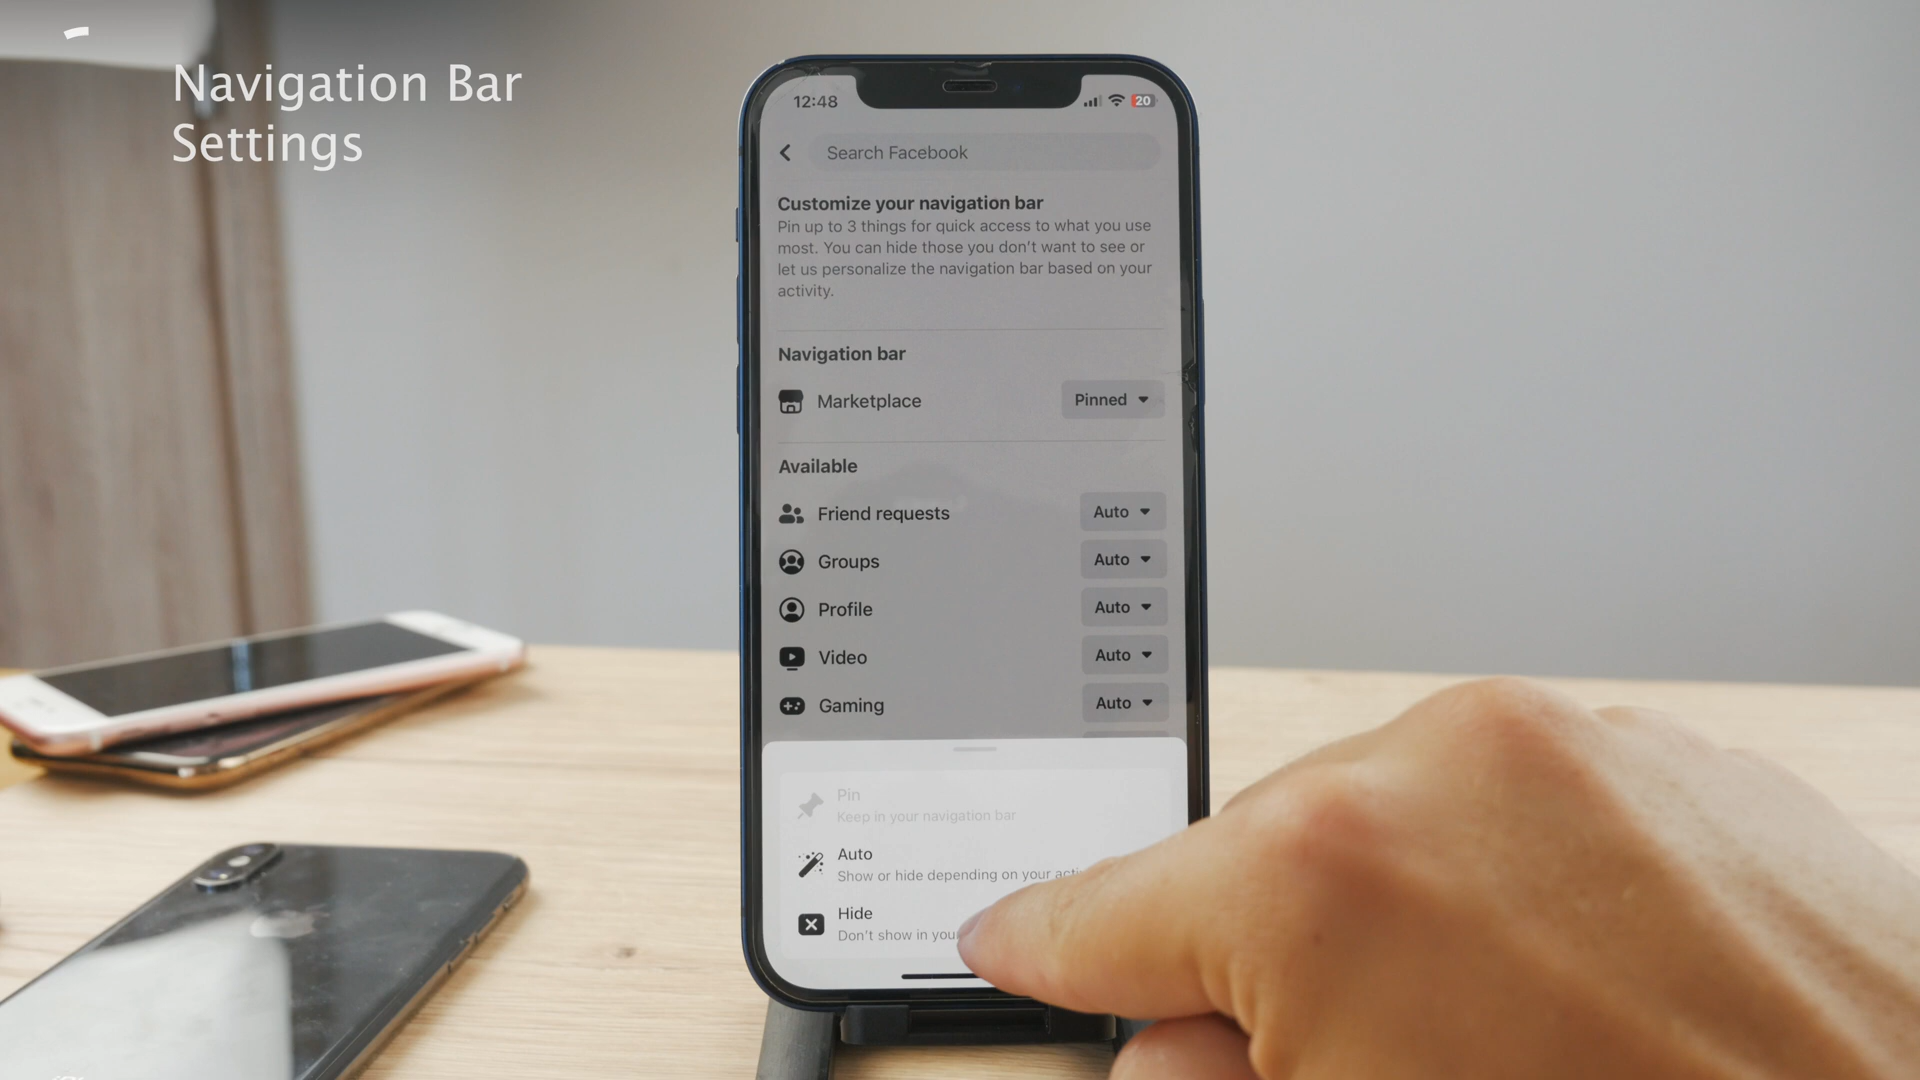 Navigation Bar
Settings
12:48
20
Search Facebook
Customize your navigation bar
Pin up to 3 things for quick access to what you use
most. You can hide those you don't want to see or
let us personalize the navigation bar based on your
activity.
Navigation bar
Marketplace Pinned
Available
Friend requests Auto
Groups Auto
Profile Auto
Video Auto
Gaming Auto
Pin
Keep in your navigation bar
Auto
Show or hide depending on your
Hide
Don't show in